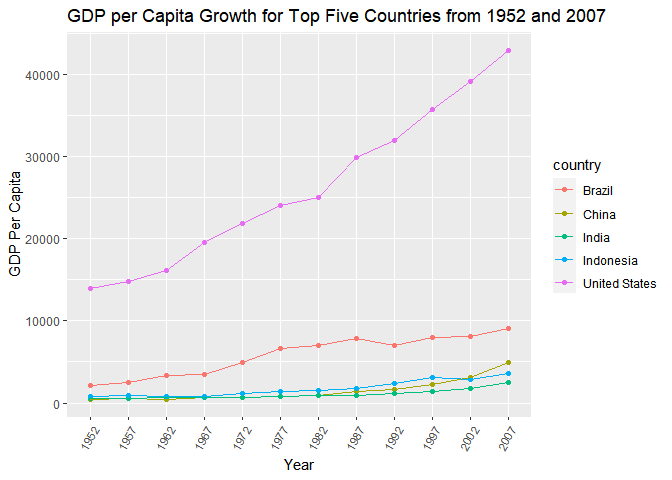 GDP per Capita Growth for Top Five Countries from 1952 and 2007
GDP Per Capita
40000
30000
20000
10000
0
1952 1957 1962 1967 1972 1977 1982 1987 1992 1997 2002 2007
Year
country
Brazil
China
India
Indonesia
United States